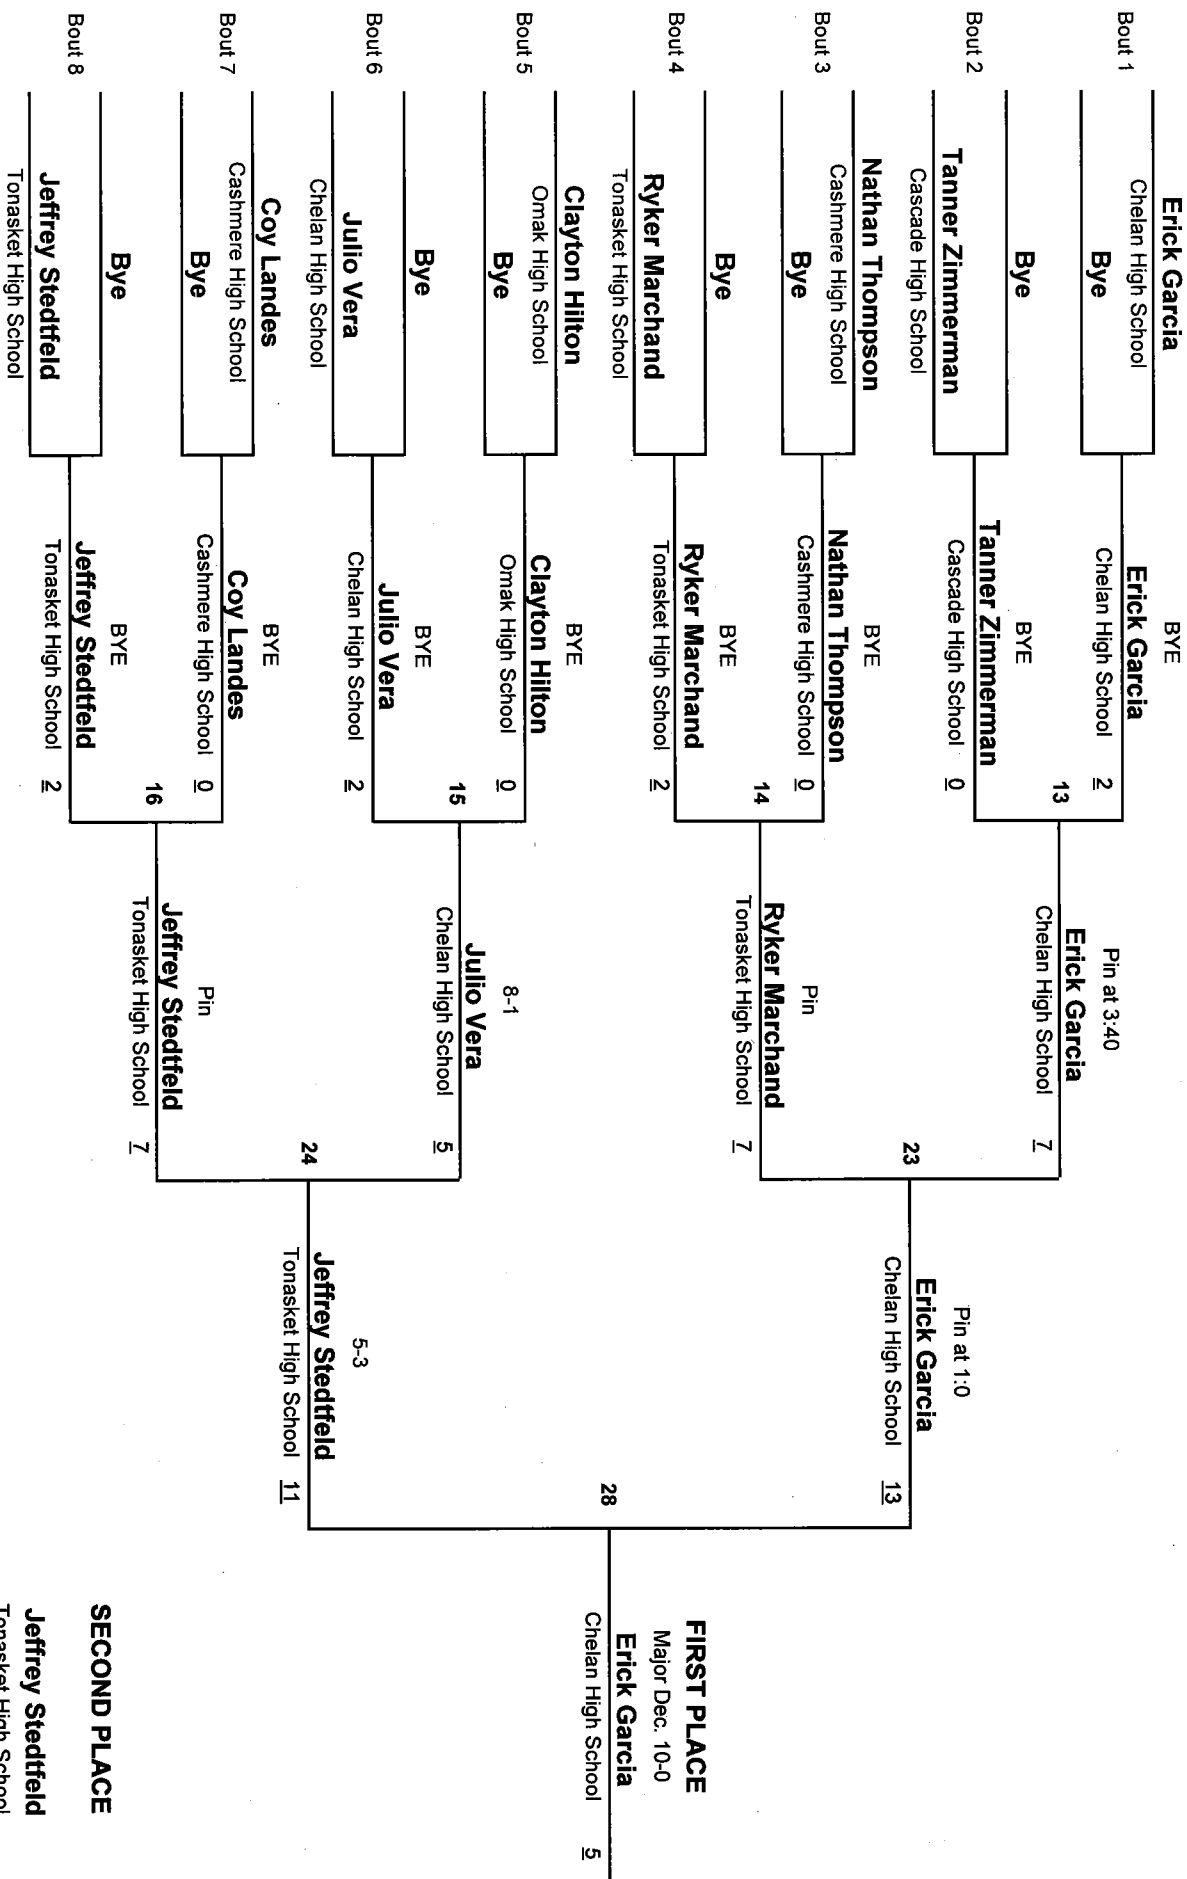 Bout 1
Erick Garcia
Chelan High School
Bye
Bout 2
Bye
Tanner Zimmerman
Cascade High School
Bout 3
Nathan Thompson
Cashmere High School
Bye
Bout 4
Bye
Ryker Marchand
Tonasket High School
Bout 5
Clayton Hilton
Omak High School
Bye
Bout 6
Bye
Julio Vera
Chelan High School
Bout 7
Coy Landes
Cashmere High School
Bye
Bout 8
Bye
Jeffrey Stedtfeld
Tonasket High School
BYE
Erick Garcia
Chelan High School 2
13
BYE
Tanner Zimmerman
Cascade High School 0
BYE
Nathan Thompson
Cashmere High School 0
14
BYE
Ryker Marchand
Tonasket High School 2
BYE
Clayton Hilton
Omak High School 0
15
BYE
Julio Vera
Chelan High School 2
BYE
Coy Landes
Cashmere High School 0
16
BYE
Jeffrey Stedtfeld
Tonasket High School 2
Pin at 3:40
Erick Garcia
Chelan High School 7
23
Pin
Ryker Marchand
Tonasket High School 7
8-1
Julio Vera
Chelan High School 5
24
Pin
Jeffrey Stedtfeld
Tonasket High School 7
Pin at 1:0
Erick Garcia
Chelan High School 13
28
5-3
Jeffrey Stedtfeld
Tonasket High School 11
FIRST PLACE
Major Dec. 10-0
Erick Garcia
Chelan High School 5
SECOND PLACE
Jeffrey Stedtfeld
Tonasket High School